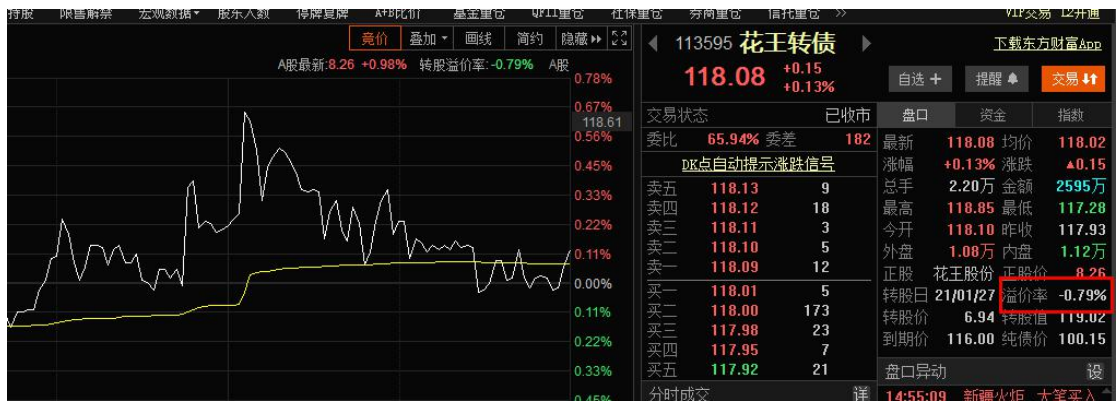 持股 限售解禁 宏观数据 股东人数 停牌复牌 A+B比价 基金重仓 QFII重仓 社保重仓 券商重仓 信托重仓 >> VIP交易 L2开通
竞价 叠加 画线 简约 隐藏
A股最新:8.26 +0.98% 转股溢价率:-0.79% A股
0.78%
0.67%
118.61
0.56%
0.45%
0.33%
0.22%
0.11%
0.00%
0.11%
0.22%
0.33%
0.45%
113595 花王转债
下载东方财富App
118.08 +0.15 +0.13%
自选 + 提醒 交易
交易状态 已收市
委比 65.94% 委差 182
DK点自动提示涨跌信号
卖五 118.13 9
卖四 118.12 18
卖三 118.11 3
卖二 118.10 5
卖一 118.09 12
买一 118.01 5
买二 118.00 173
买三 117.98 23
买四 117.95 7
买五 117.92 21
分时成交 详
盘口 资金 指数
最新 118.08 均价 118.02
涨幅 +0.13% 涨跌 ▲0.15
总手 2.20万 金额 2595万
最高 118.85 最低 117.28
今开 118.10 昨收 117.93
外盘 1.08万 内盘 1.12万
正股 花王股份 正股价 8.26
转股日 21/01/27 溢价率 -0.79%
转股价 6.94 转股值 119.02
到期价 116.00 纯债价 100.15
盘口异动 设
14:55:09 新疆火炬 大笔买入